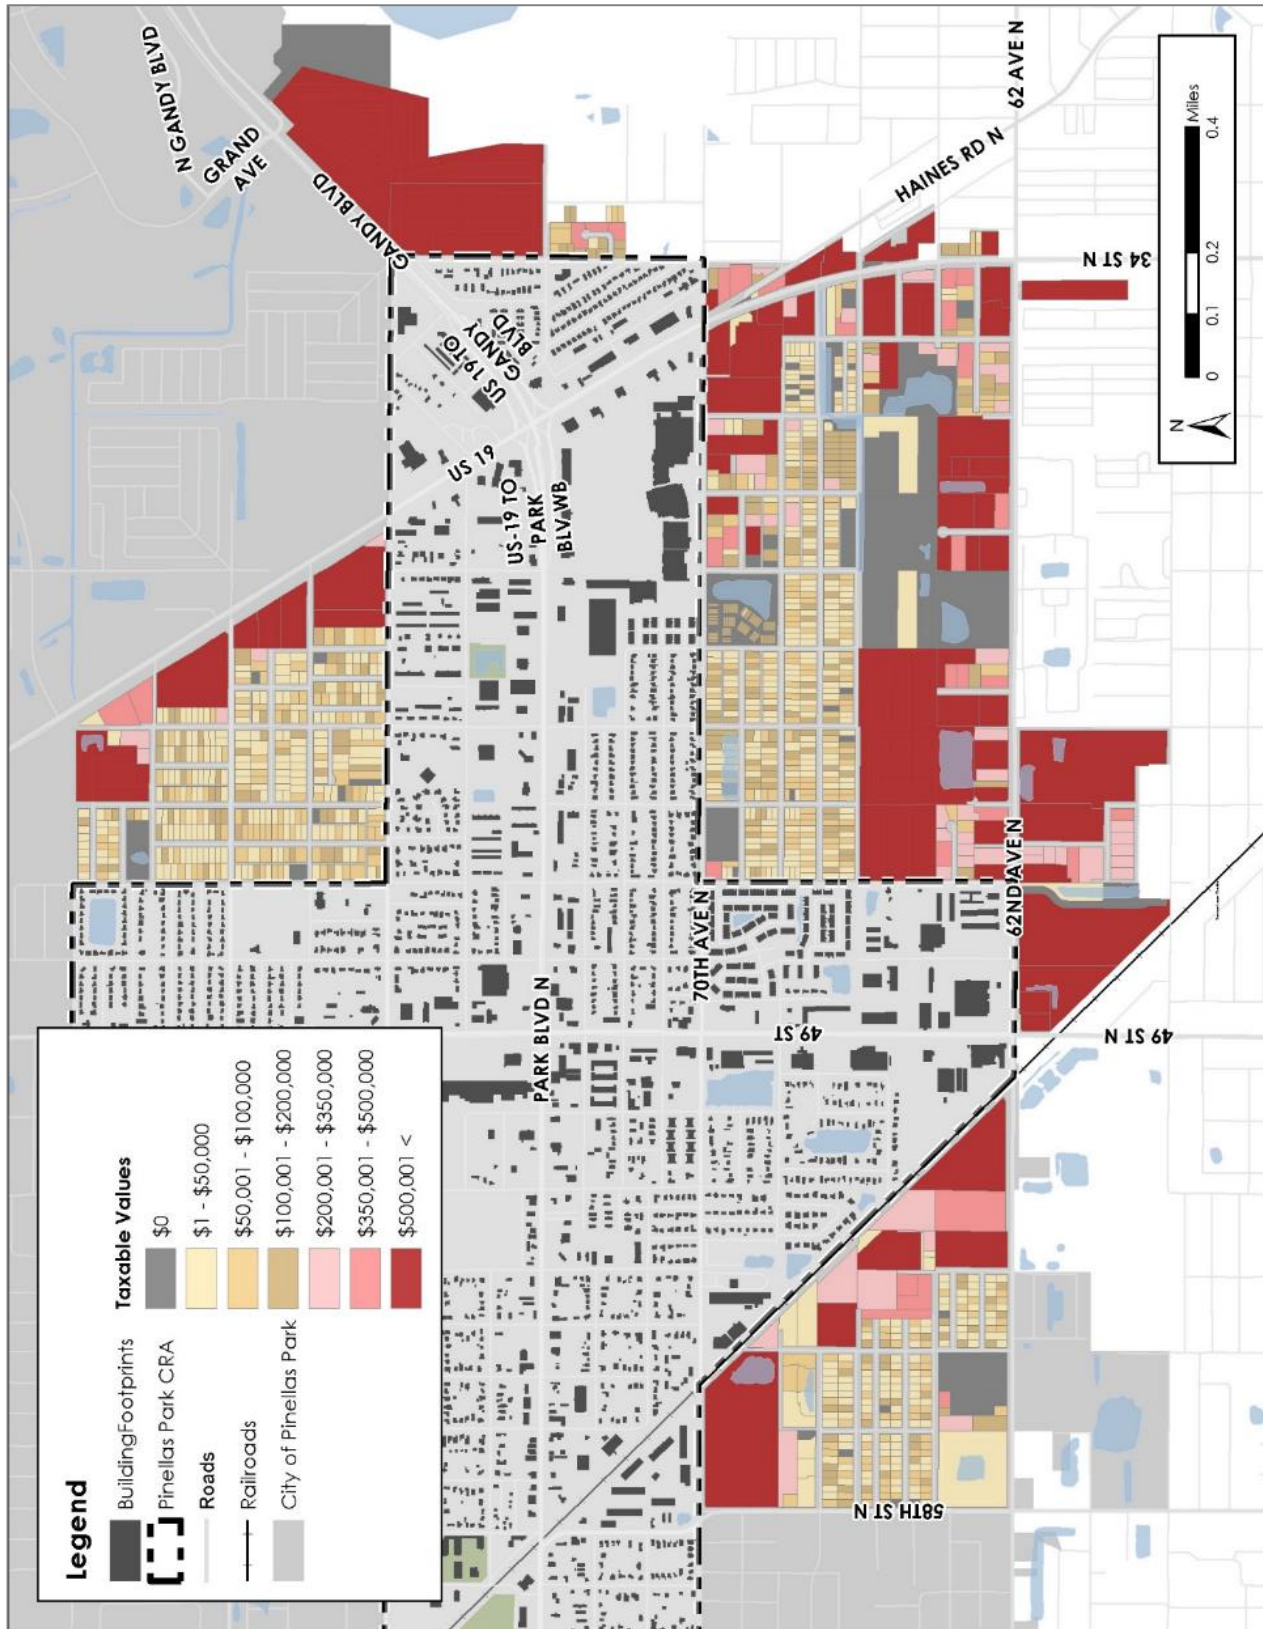 Legend
BuildingFootprints
Pinellas Park CRA
Roads
Railroads
City of Pinellas Park
Taxable Values
$0
$1 - $50,000
$50,001 - $100,000
$100,001 - $200,000
$200,001 - $350,000
$350,001 - $500,000
$500,001 <
N GANDY BLVD
GRAND
AVE
GANDY BLVD
US 19 TO
GANDY
BLVD
US 19
US-19 TO
PARK
BLV WB
PARK BLVD N
70TH AVE N
49 ST
62ND AVE N
49 ST N
58TH ST N
HAINES RD N
62 AVE N
34 ST N
N
0
0.1
0.2
0.4
Miles